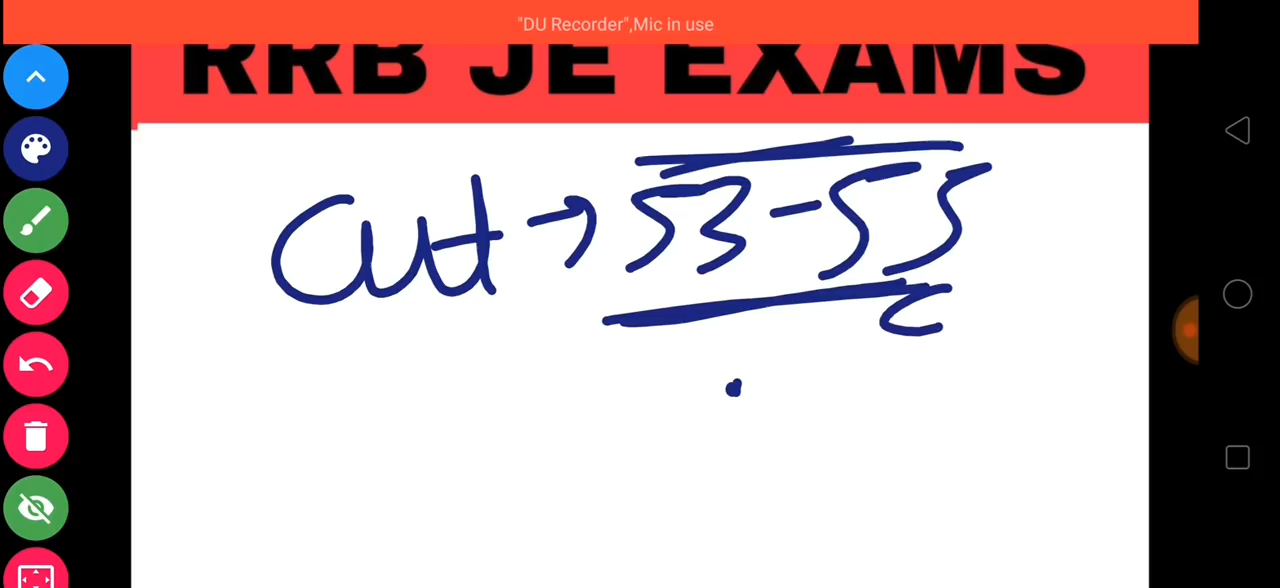 "DU Recorder",Mic in use
RRB JE EXAMS
Cut → 53-55